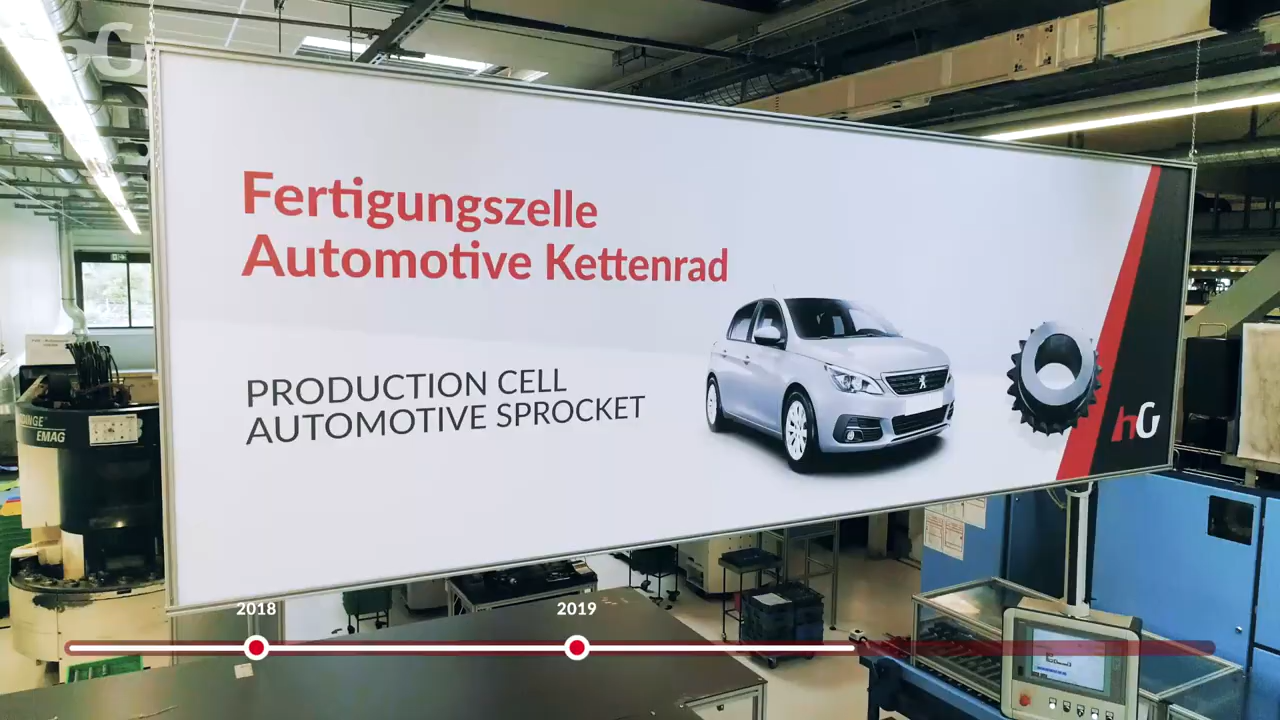 hG
Fertigungszelle
Automotive Kettenrad
PRODUCTION CELL
AUTOMOTIVE SPROCKET
hG
EMAG
2018
2019